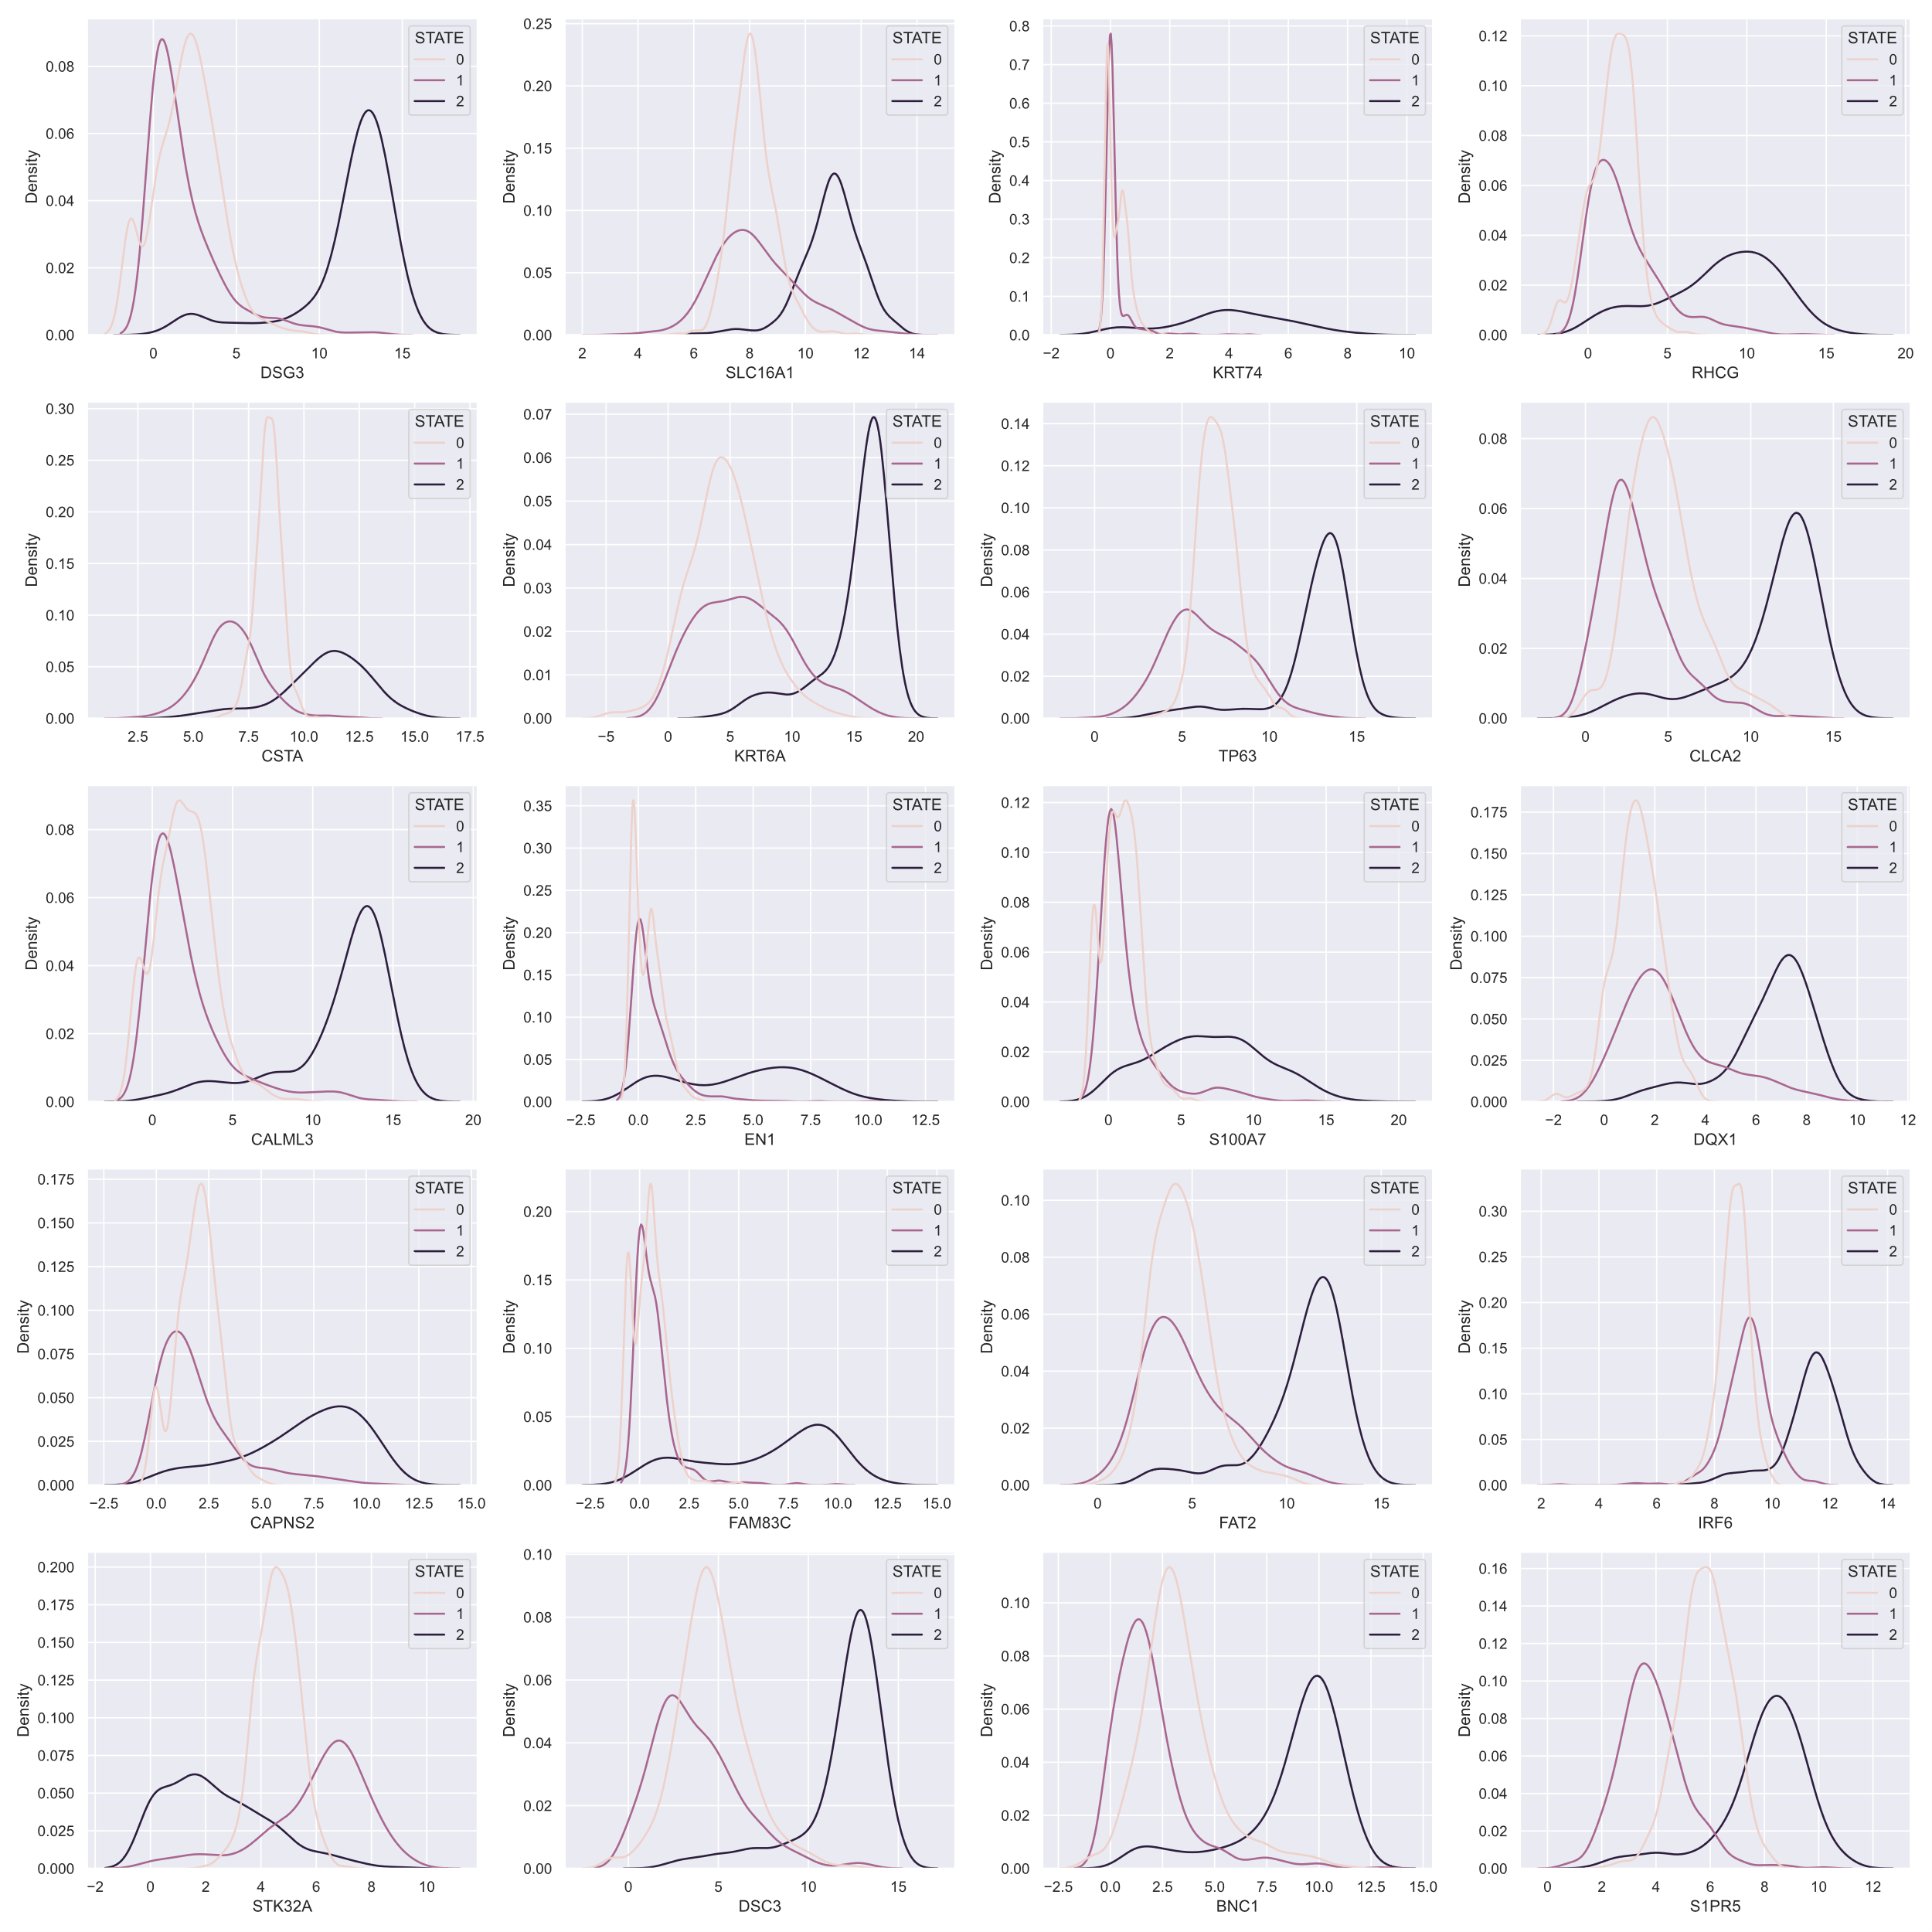 Density
0.08
0.06
0.04
0.02
0.00
STATE
0
1
2
0 5 10 15
DSG3
Density
0.25
0.20
0.15
0.10
0.05
0.00
STATE
0
1
2
2 4 6 8 10 12 14
SLC16A1
Density
0.8
0.7
0.6
0.5
0.4
0.3
0.2
0.1
0.0
STATE
0
1
2
−2 0 2 4 6 8 10
KRT74
Density
0.12
0.10
0.08
0.06
0.04
0.02
0.00
STATE
0
1
2
0 5 10 15 20
RHCG
Density
0.30
0.25
0.20
0.15
0.10
0.05
0.00
STATE
0
1
2
2.5 5.0 7.5 10.0 12.5 15.0 17.5
CSTA
Density
0.07
0.06
0.05
0.04
0.03
0.02
0.01
0.00
STATE
0
1
2
−5 0 5 10 15 20
KRT6A
Density
0.14
0.12
0.10
0.08
0.06
0.04
0.02
0.00
STATE
0
1
2
0 5 10 15
TP63
Density
0.08
0.06
0.04
0.02
0.00
STATE
0
1
2
0 5 10 15
CLCA2
Density
0.08
0.06
0.04
0.02
0.00
STATE
0
1
2
0 5 10 15 20
CALML3
Density
0.35
0.30
0.25
0.20
0.15
0.10
0.05
0.00
STATE
0
1
2
−2.5 0.0 2.5 5.0 7.5 10.0 12.5
EN1
Density
0.12
0.10
0.08
0.06
0.04
0.02
0.00
STATE
0
1
2
0 5 10 15 20
S100A7
Density
0.175
0.150
0.125
0.100
0.075
0.050
0.025
0.000
STATE
0
1
2
−2 0 2 4 6 8 10 12
DQX1
Density
0.175
0.150
0.125
0.100
0.075
0.050
0.025
0.000
STATE
0
1
2
−2.5 0.0 2.5 5.0 7.5 10.0 12.5 15.0
CAPNS2
Density
0.20
0.15
0.10
0.05
0.00
STATE
0
1
2
−2.5 0.0 2.5 5.0 7.5 10.0 12.5 15.0
FAM83C
Density
0.10
0.08
0.06
0.04
0.02
0.00
STATE
0
1
2
0 5 10 15
FAT2
Density
0.30
0.25
0.20
0.15
0.10
0.05
0.00
STATE
0
1
2
2 4 6 8 10 12 14
IRF6
Density
0.200
0.175
0.150
0.125
0.100
0.075
0.050
0.025
0.000
STATE
0
1
2
−2 0 2 4 6 8 10
STK32A
Density
0.10
0.08
0.06
0.04
0.02
0.00
STATE
0
1
2
0 5 10 15
DSC3
Density
0.10
0.08
0.06
0.04
0.02
0.00
STATE
0
1
2
−2.5 0.0 2.5 5.0 7.5 10.0 12.5 15.0
BNC1
Density
0.16
0.14
0.12
0.10
0.08
0.06
0.04
0.02
0.00
STATE
0
1
2
0 2 4 6 8 10 12
S1PR5